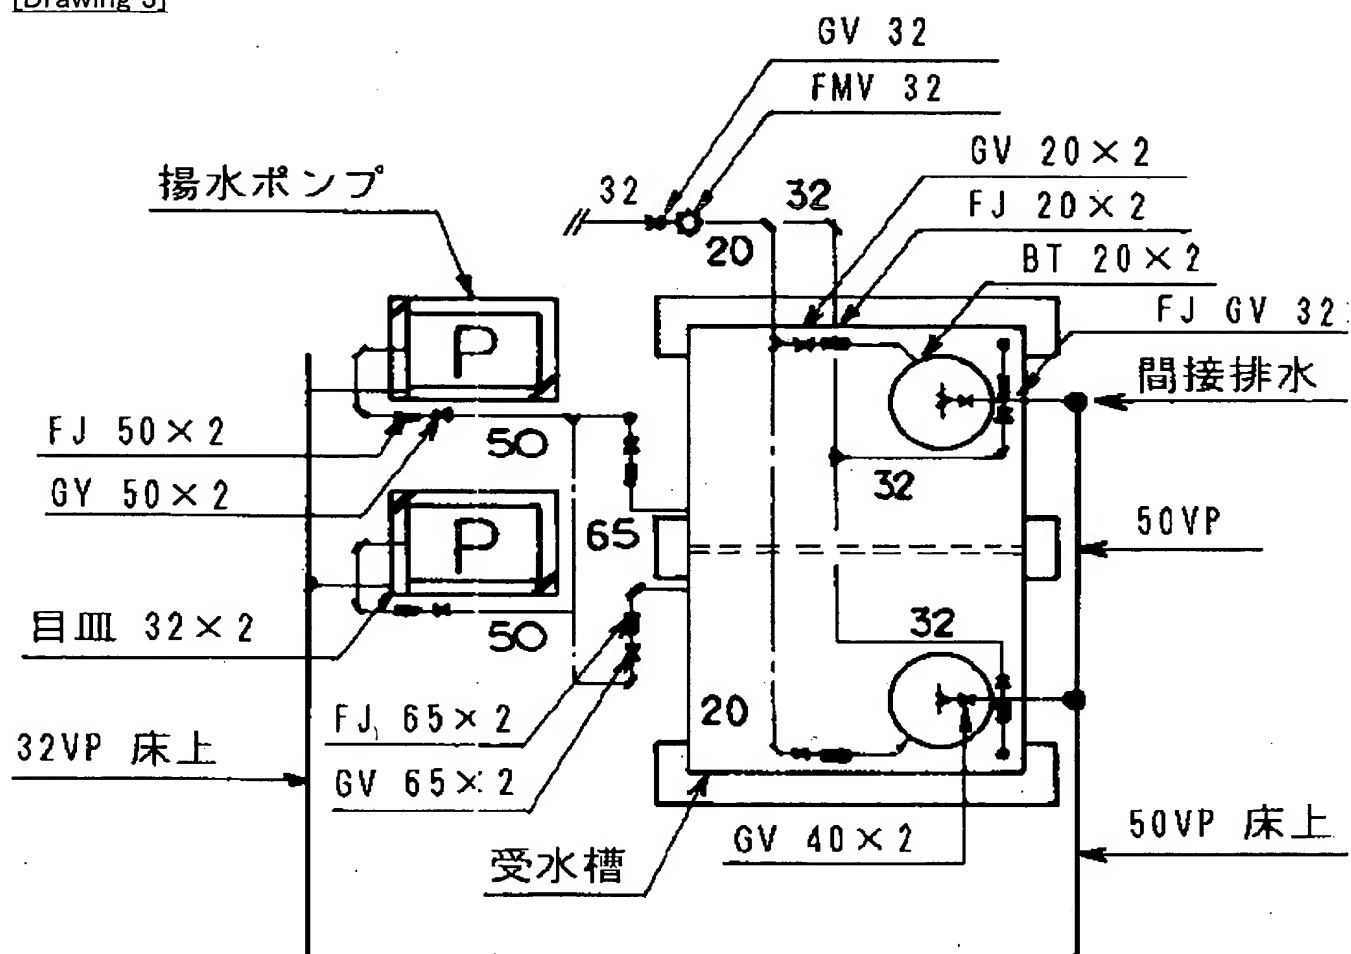 [Drawing 3]
GV 32
FMV 32
GV 20×2
揚水ポンプ
32
32
FJ 20×2
20
BT 20×2
FJ GV 32
P
間接排水
FJ 50×2
50
32
GY 50×2
65
50VP
P
目皿 32×2
50
32
20
FJ 65×2
32VP 床上
GV 65×2
GV 40×2
50VP 床上
受水槽